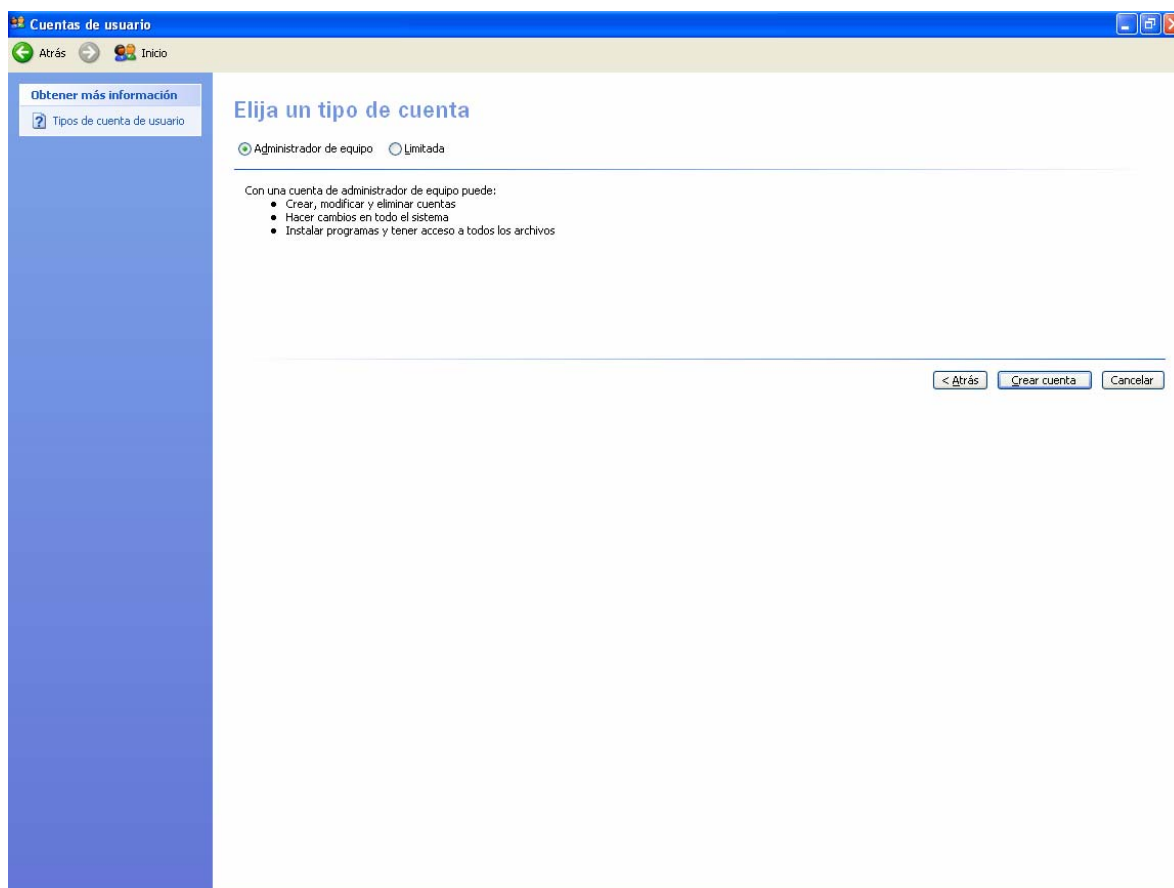 Cuentas de usuario
Atrás Inicio
Obtener más información
Tipos de cuenta de usuario
Elija un tipo de cuenta
Administrador de equipo Limitada
Con una cuenta de administrador de equipo puede:
• Crear, modificar y eliminar cuentas
• Hacer cambios en todo el sistema
• Instalar programas y tener acceso a todos los archivos
< Atrás Crear cuenta Cancelar